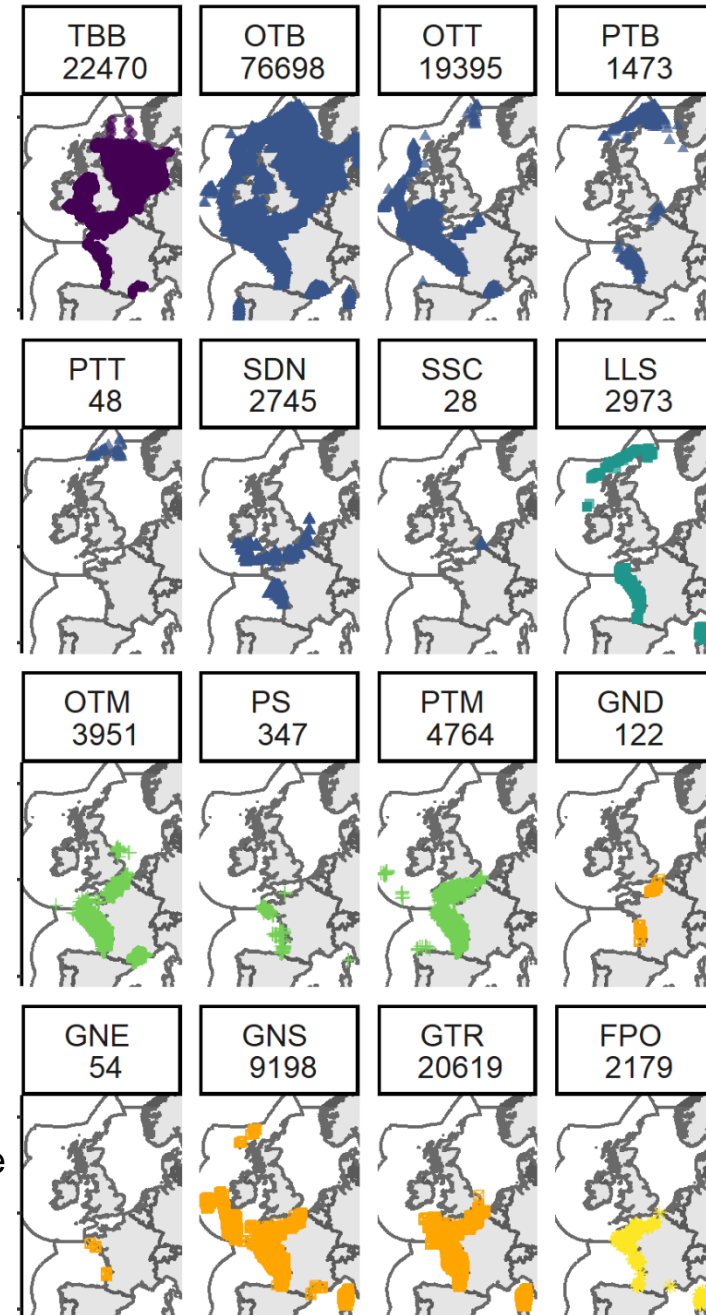 TBB
22470
OTB
76698
OTT
19395
PTB
1473
PTT
48
SDN
2745
SSC
28
LLS
2973
OTM
3951
PS
347
PTM
4764
GND
122
GNE
54
GNS
9198
GTR
20619
FPO
2179
e